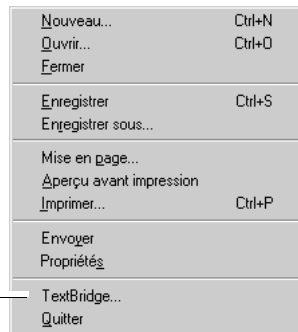 Nouveau... Ctrl+N
Ouvrir... Ctrl+O
Fermer
Enregistrer Ctrl+S
Enregistrer sous...
Mise en page...
Aperçu avant impression
Imprimer... Ctrl+P
Envoyer
Propriétés
TextBridge...
Quitter